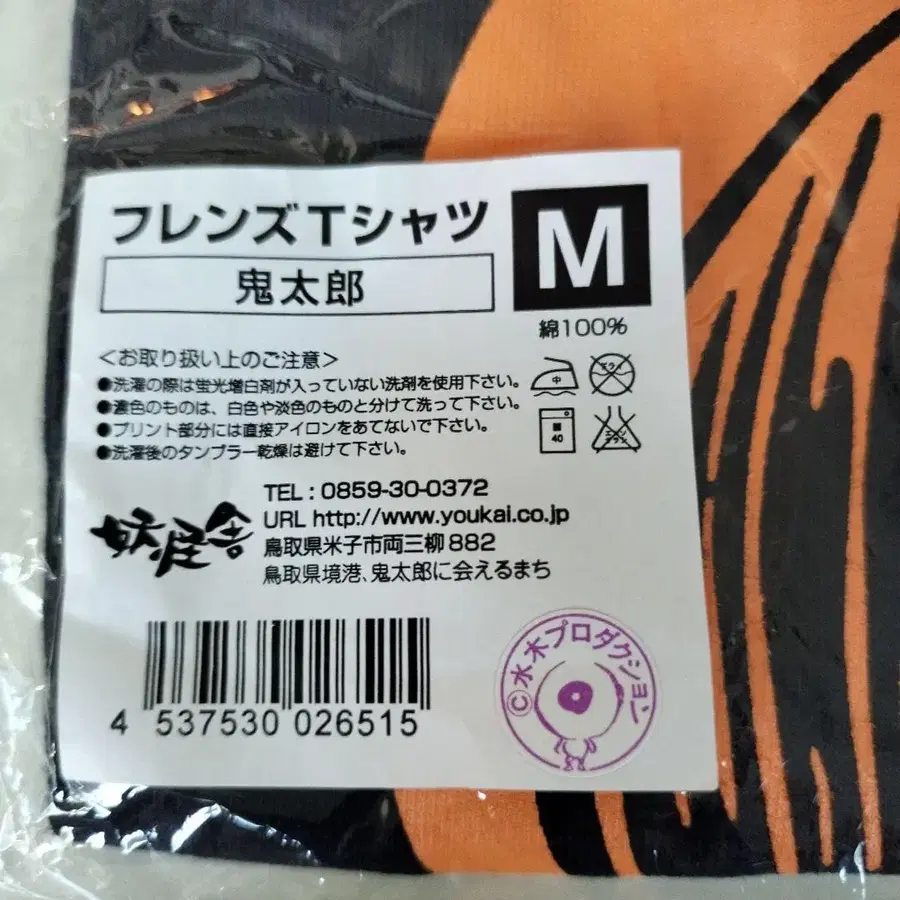 フレンズTシャツ
M
鬼太郎
綿100%
<お取り扱い上のご注意>
●洗濯の際は蛍光増白剤が入っていない洗剤を使用下さい。
●濃色のものは、白色や淡色のものと分けて洗って下さい。
●プリント部分には直接アイロンをあてないで下さい。
●洗濯後のタンブラー乾燥は避けて下さい。
中
40
妖怪舎
TEL : 0859-30-0372
URL http://www.youkai.co.jp
鳥取県米子市両三柳882
鳥取県境港、鬼太郎に会えるまち
4 537530 026515
©水木プロダクション